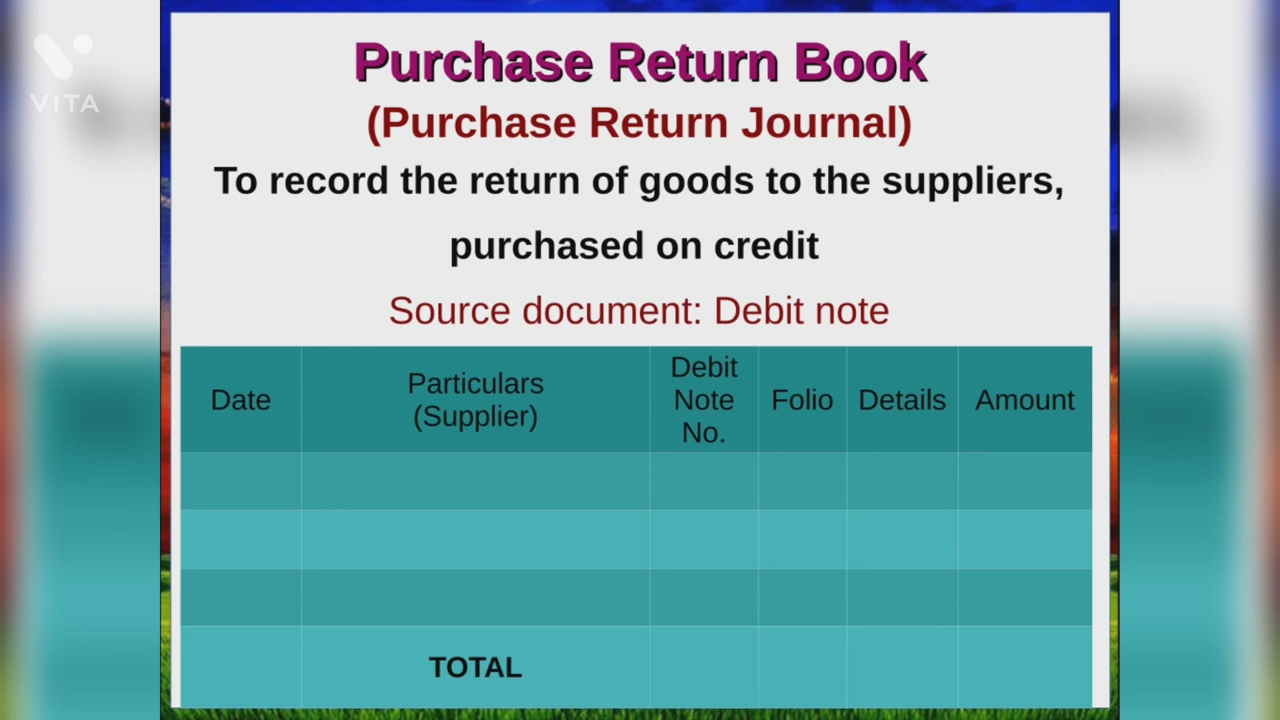 VITA
Purchase Return Book
(Purchase Return Journal)
To record the return of goods to the suppliers,
purchased on credit
Source document: Debit note
Date
Particulars
(Supplier)
Debit
Note
No.
Folio
Details
Amount
TOTAL